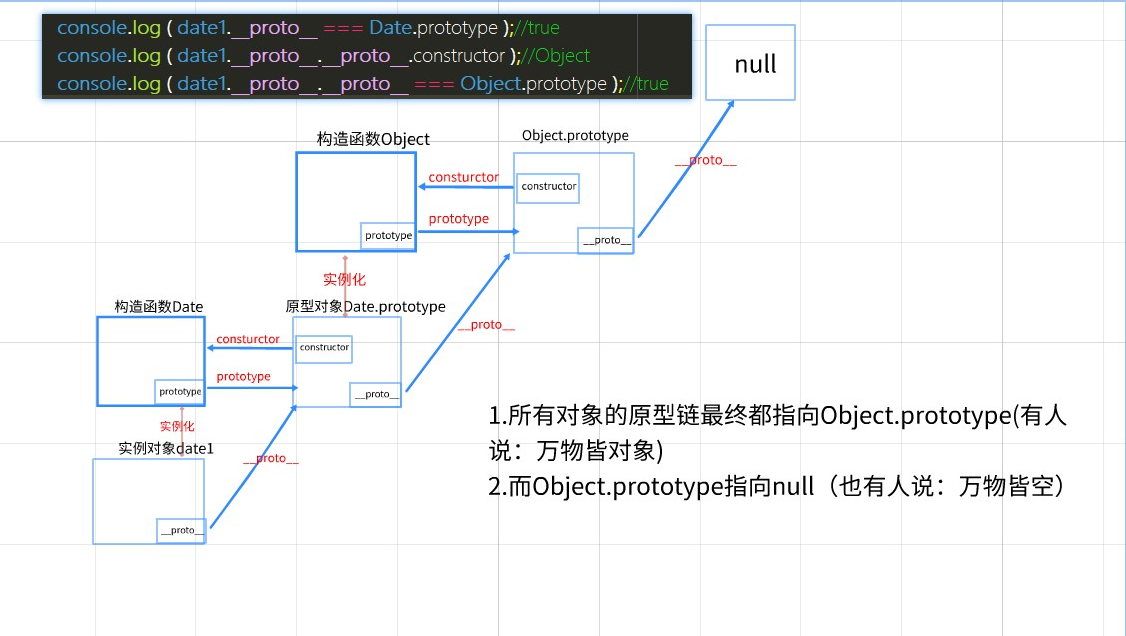 console.log ( date1.__proto__ === Date.prototype );//true
console.log ( date1.__proto__.__proto__.constructor );//Object
console.log ( date1.__proto__.__proto__ === Object.prototype );//true
null
构造函数Object
Object.prototype
__proto__
consturctor
constructor
prototype
prototype
__proto__
实例化
构造函数Date
原型对象Date.prototype
__proto__
consturctor
constructor
prototype
prototype
__proto__
实例化
实例对象date1
__proto__
__proto__
1.所有对象的原型链最终都指向Object.prototype(有人
说：万物皆对象)
2.而Object.prototype指向null（也有人说：万物皆空）